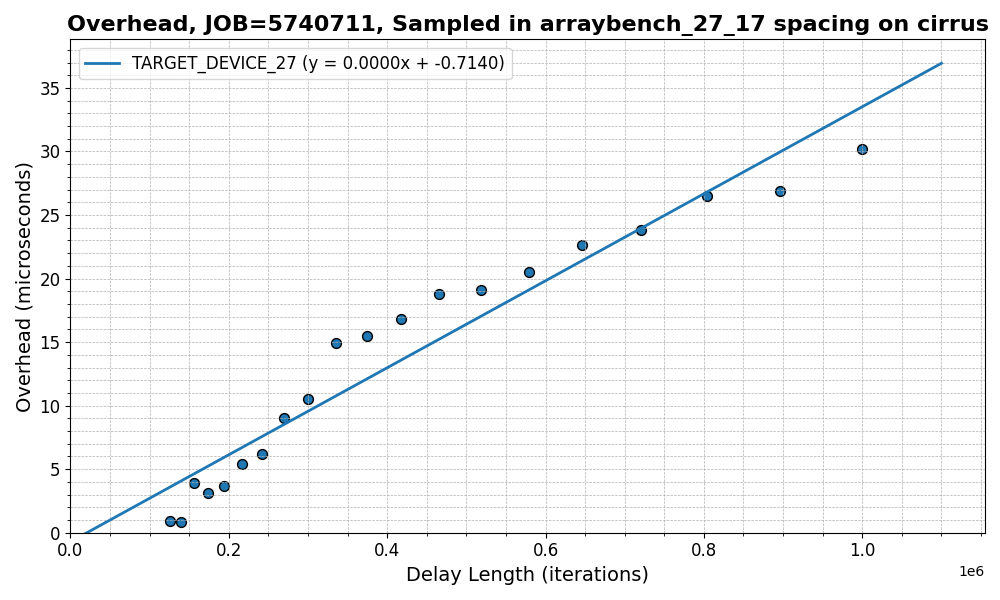 Overhead, JOB=5740711, Sampled in arraybench_27_17 spacing on cirrus
TARGET_DEVICE_27 (y = 0.0000x + -0.7140)
Overhead (microseconds)
35
30
25
20
15
10
5
0
0.0 0.2 0.4 0.6 0.8 1.0
1e6
Delay Length (iterations)